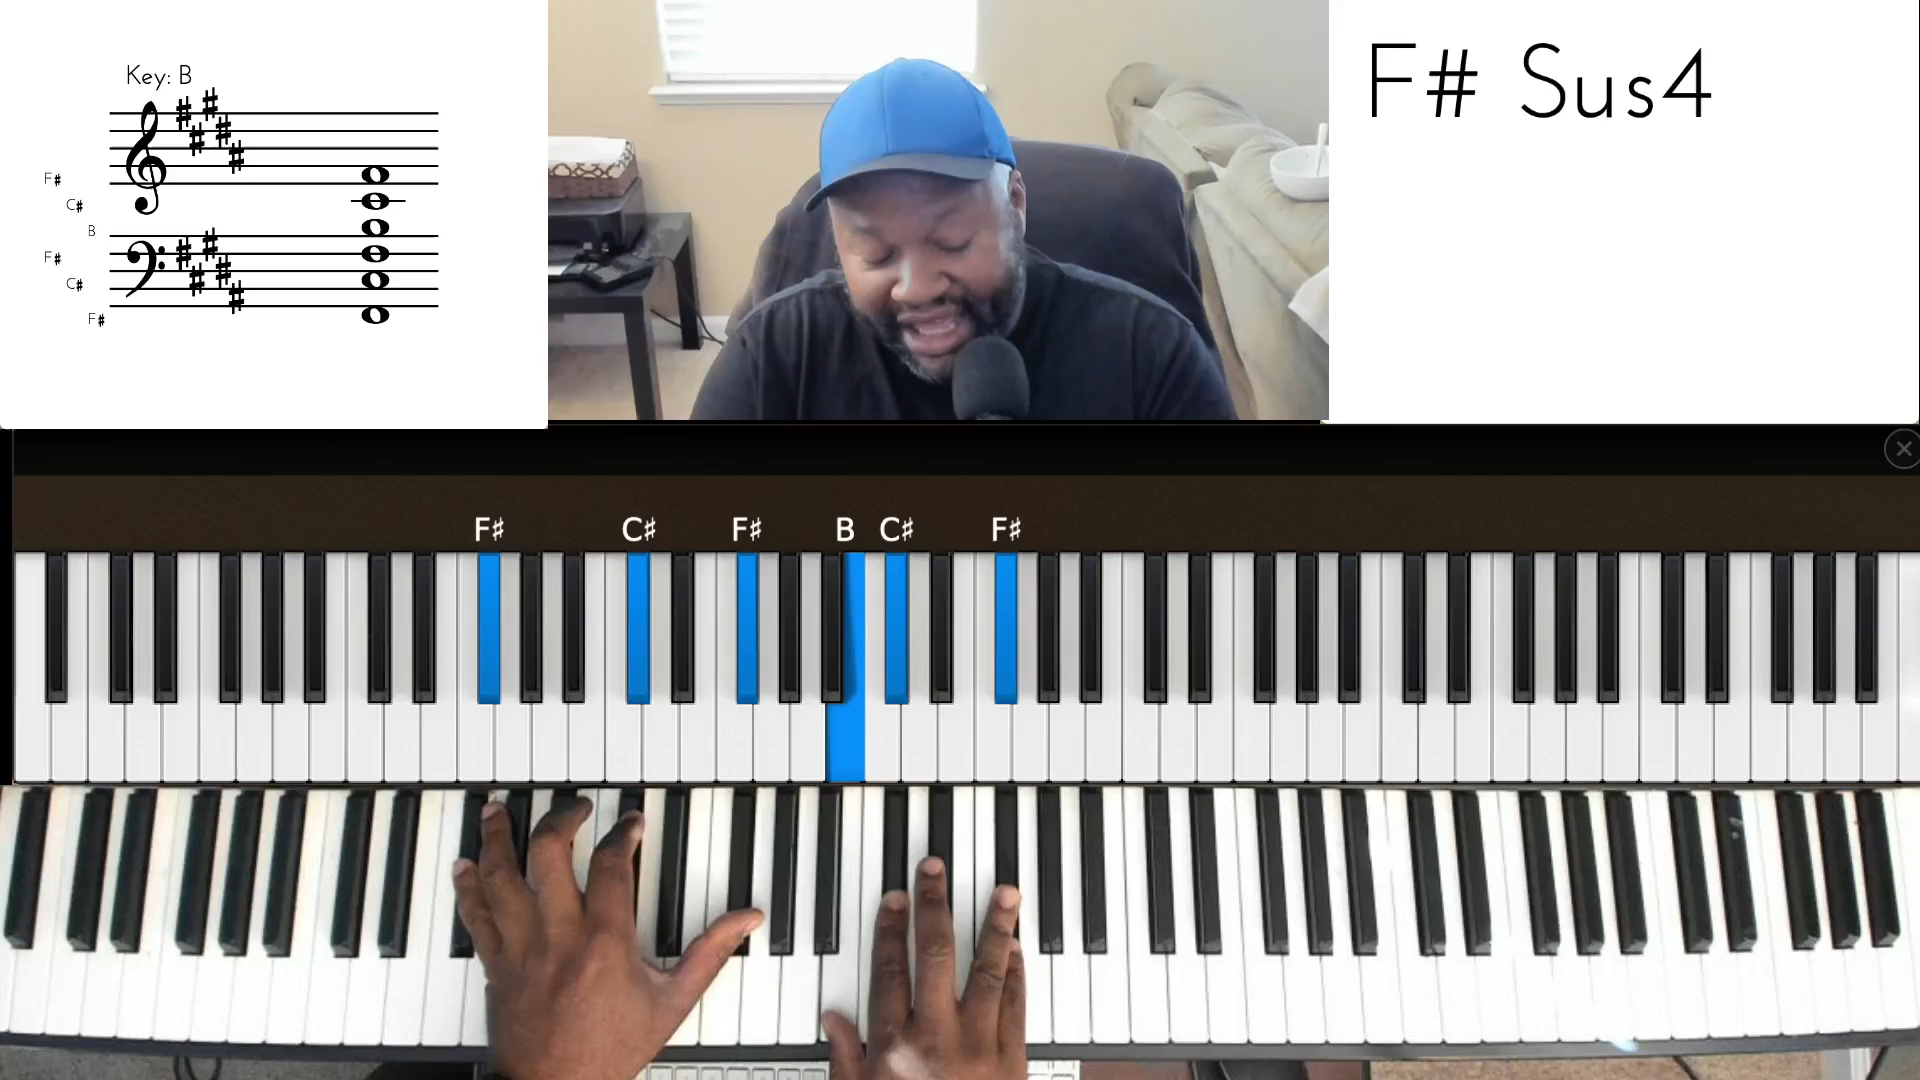 Key: B
F#
C#
B
F#
C#
F#
F# Sus4
F♯ C♯ F♯ B C♯ F♯